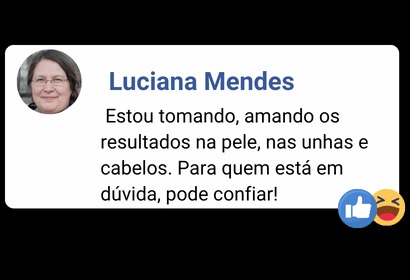 Luciana Mendes
Estou tomando, amando os
resultados na pele, nas unhas e
cabelos. Para quem está em
dúvida, pode confiar!